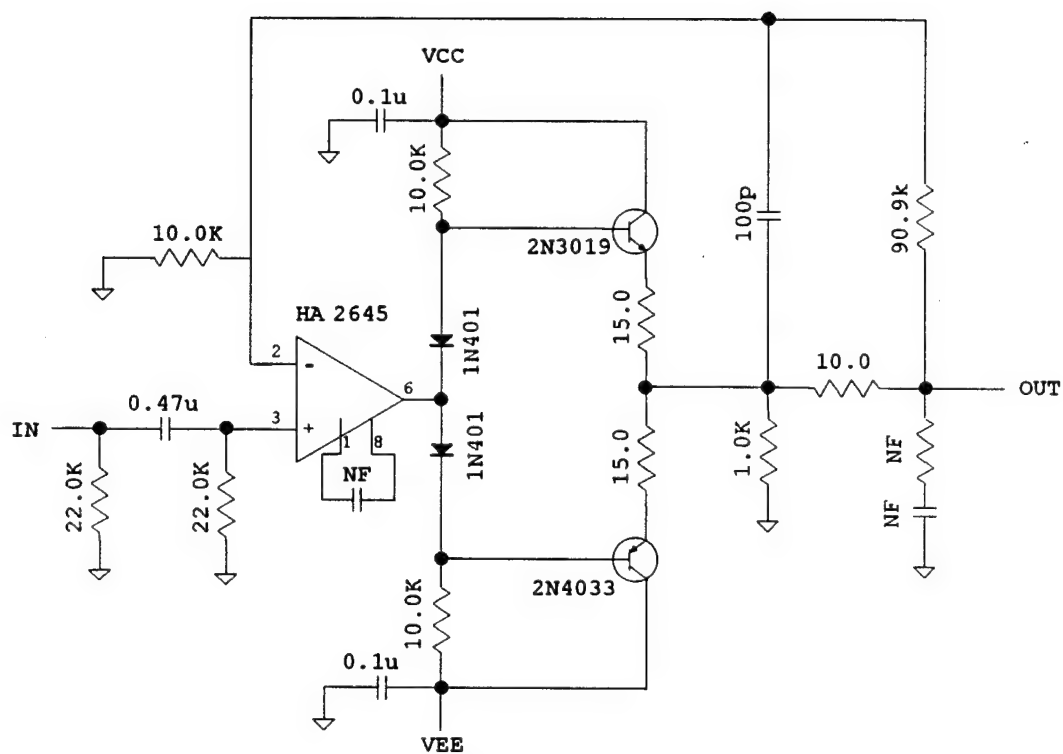 VCC
0.1u
10.0K
2N3019
100p
90.9k
10.0K
HA 2645
1N401
15.0
10.0
OUT
2
-
6
IN
0.47u
3
+
1
8
NF
1N401
15.0
1.0K
NF
NF
22.0K
22.0K
2N4033
10.0K
0.1u
VEE